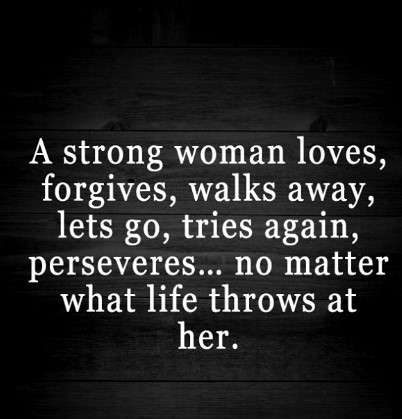 A strong woman loves,
forgives, walks away,
lets go, tries again,
perseveres... no matter
what life throws at
her.